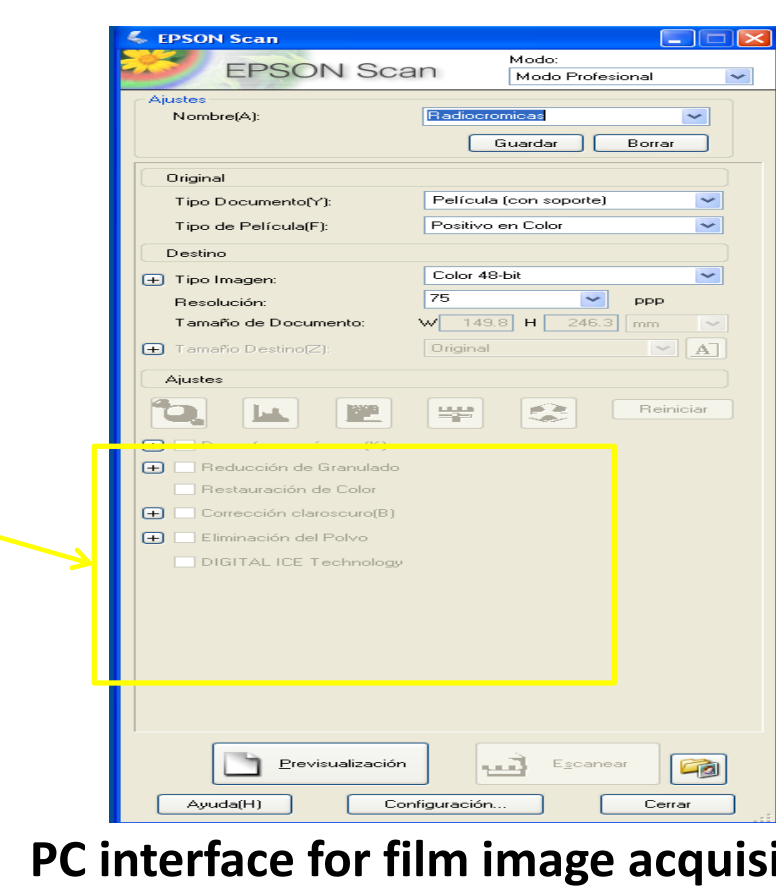 EPSON Scan
EPSON Scan
Modo:
Modo Profesional
Ajustes
Nombre(A):
Radiocromicas
Guardar
Borrar
Original
Tipo Documento(Y):
Película (con soporte)
Tipo de Película(F):
Positivo en Color
Destino
Tipo Imagen:
Color 48-bit
Resolución:
75
ppp
Tamaño de Documento:
W 149.8 H 246.3 mm
Tamaño Destino(Z):
Original
Ajustes
Reiniciar
Reducción de Granulado
Restauración de Color
Corrección claroscuro(B)
Eliminación del Polvo
DIGITAL ICE Technology
Previsualización
Escanear
Ayuda(H)
Configuración...
Cerrar
PC interface for film image acquisi